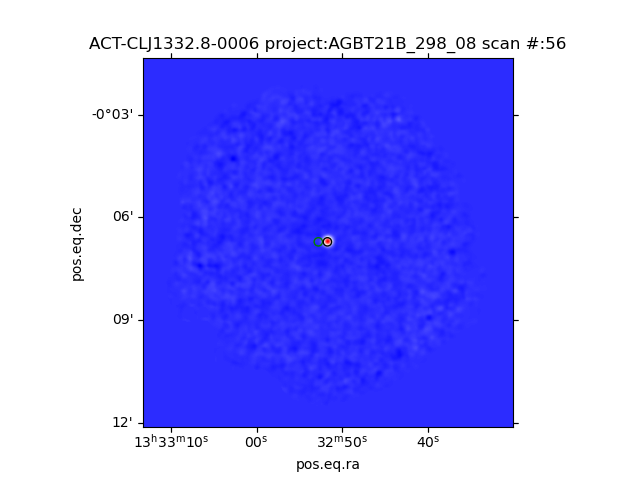 ACT-CLJ1332.8-0006 project:AGBT21B_298_08 scan #:56
-0°03'
06'
09'
12'
pos.eq.dec
13ʰ33ᵐ10ˢ 00ˢ 32ᵐ50ˢ 40ˢ
pos.eq.ra